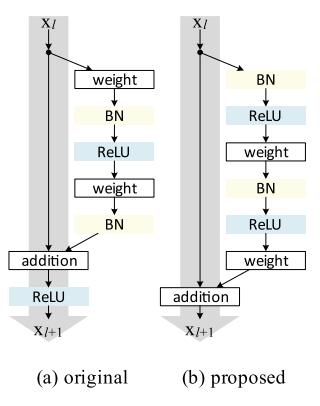 x_l
weight
BN
ReLU
weight
BN
addition
ReLU
x_{l+1}
(a) original
x_l
BN
ReLU
weight
BN
ReLU
weight
addition
x_{l+1}
(b) proposed